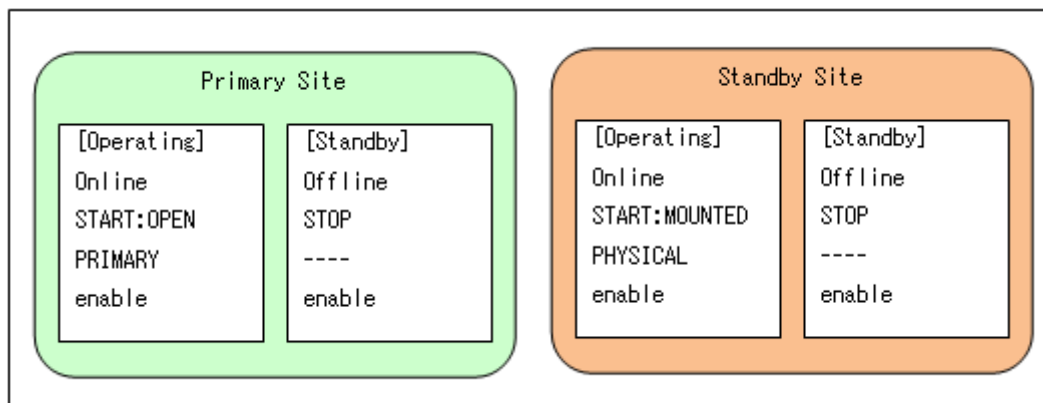 Primary Site
[Operating]
Online
START:OPEN
PRIMARY
enable
[Standby]
Offline
STOP
----
enable
Standby Site
[Operating]
Online
START:MOUNTED
PHYSICAL
enable
[Standby]
Offline
STOP
----
enable